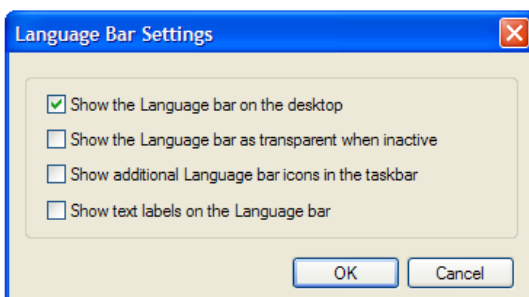 Language Bar Settings
Show the Language bar on the desktop
Show the Language bar as transparent when inactive
Show additional Language bar icons in the taskbar
Show text labels on the Language bar
OK Cancel